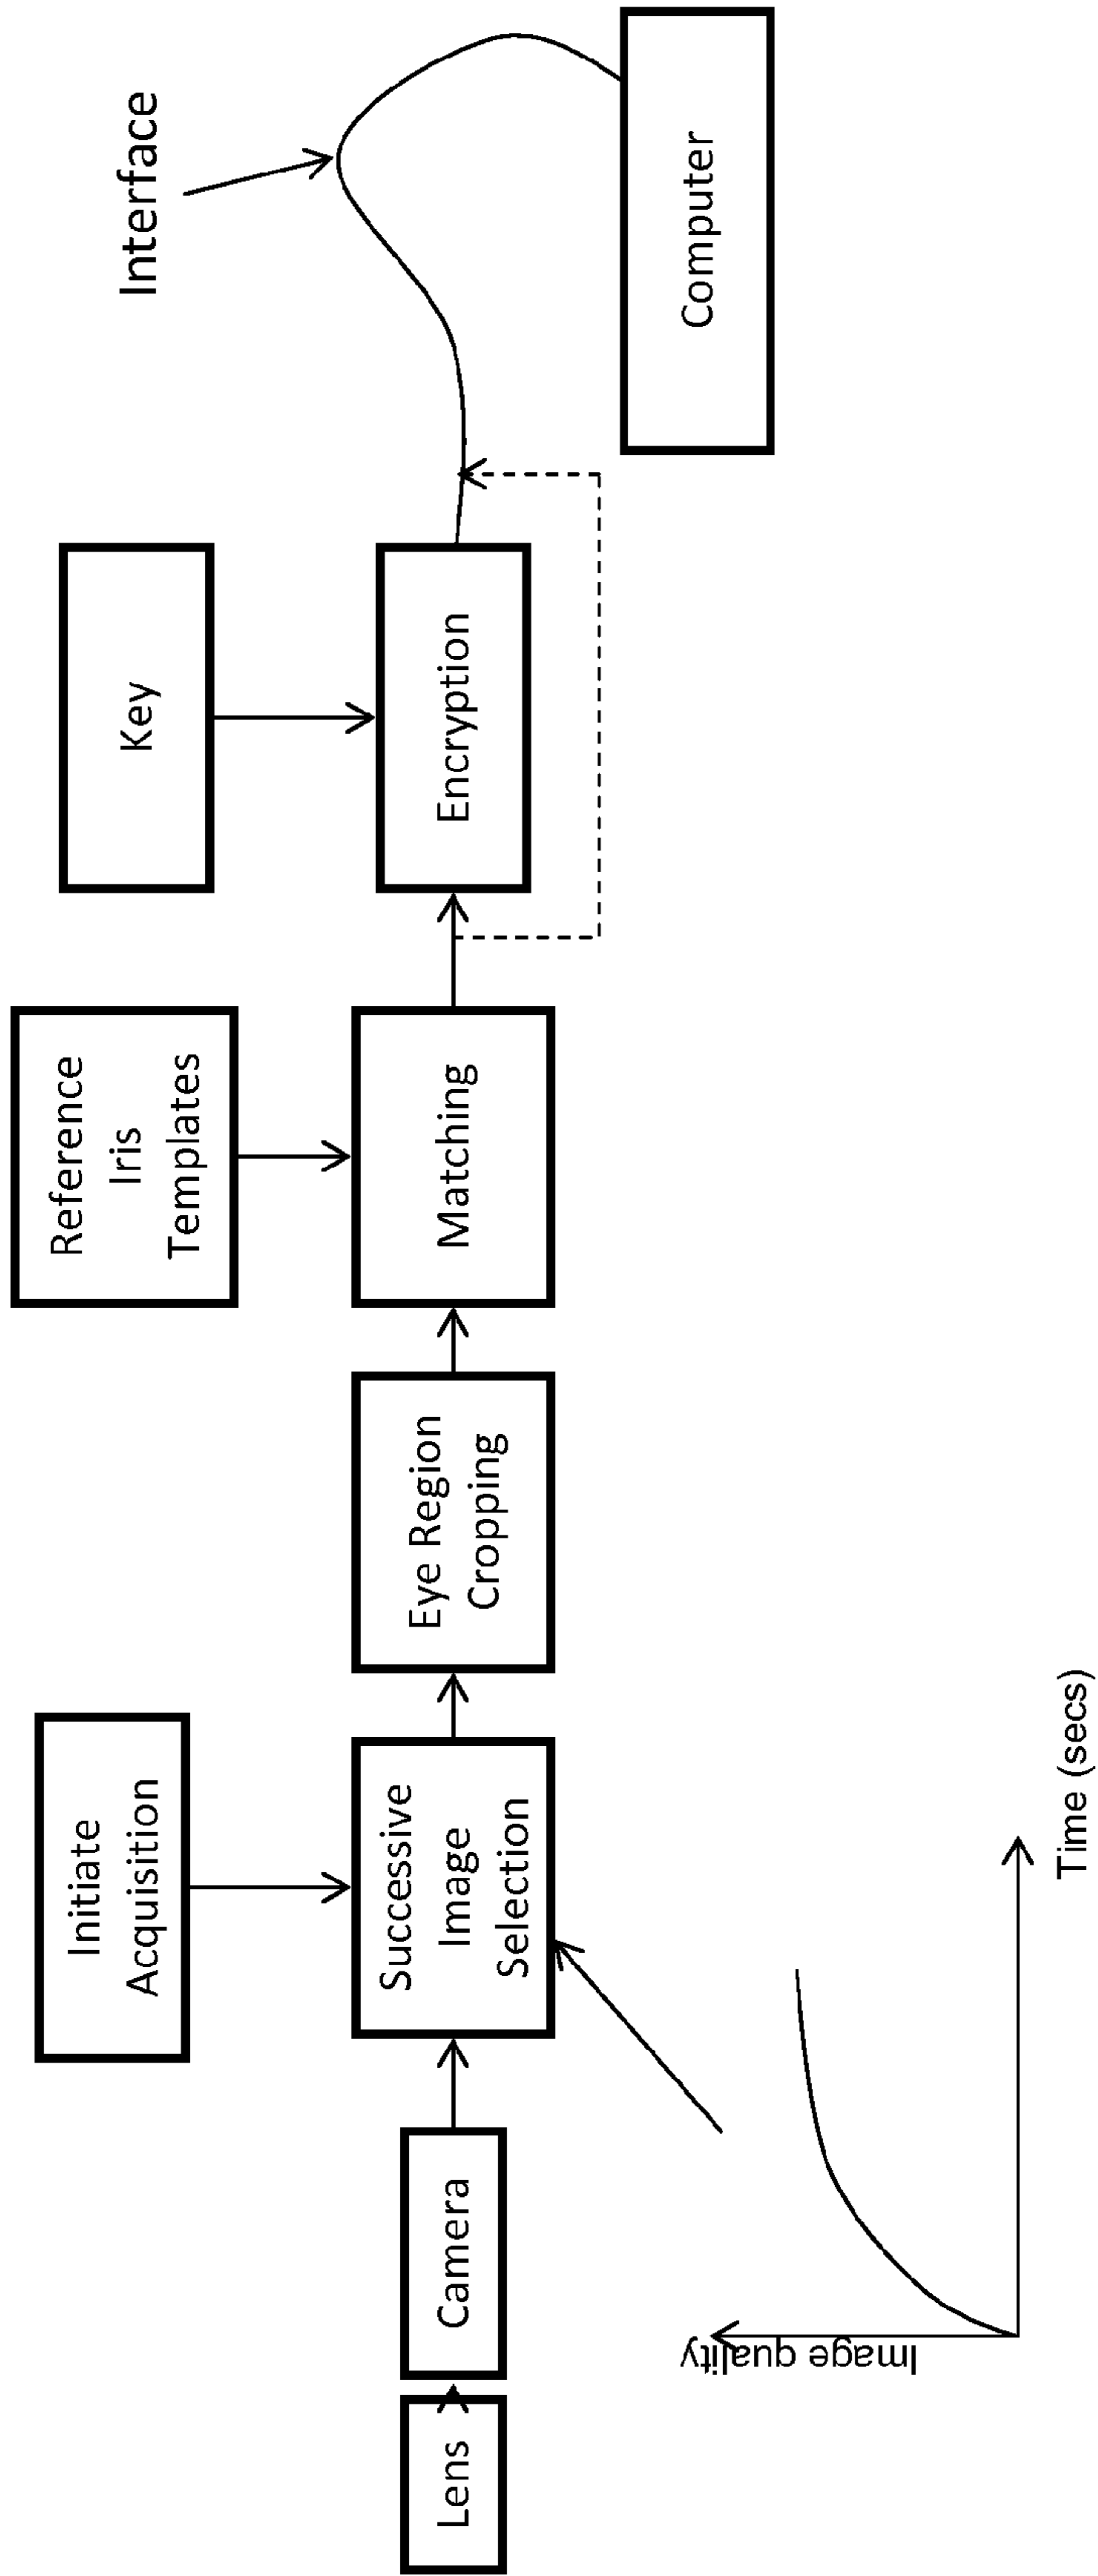 Lens
Camera
Initiate
Acquisition
Successive
Image
Selection
Eye Region
Cropping
Reference
Iris
Templates
Matching
Key
Encryption
Interface
Computer
Image quality
Time (secs)